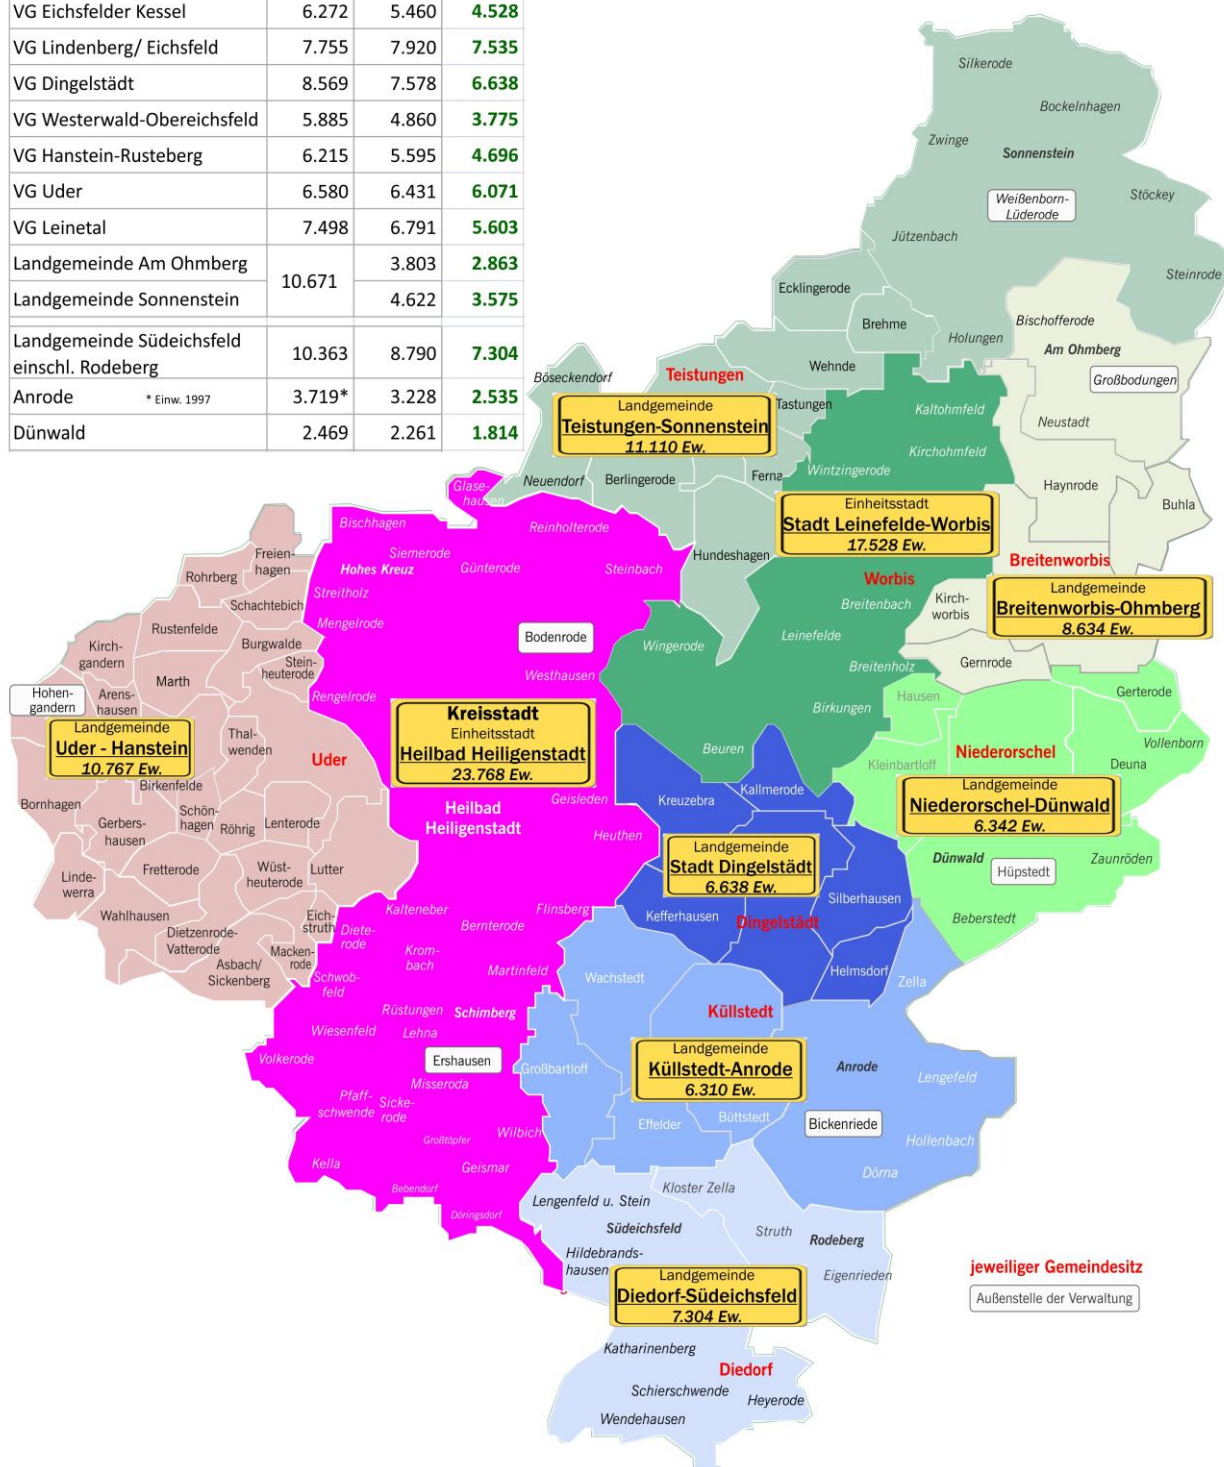 VG Eichsfelder Kessel 6.272 5.460 4.528
VG Lindenberg/ Eichsfeld 7.755 7.920 7.535
VG Dingelstädt 8.569 7.578 6.638
VG Westerwald-Obereichsfeld 5.885 4.860 3.775
VG Hanstein-Rusteberg 6.215 5.595 4.696
VG Uder 6.580 6.431 6.071
VG Leinetal 7.498 6.791 5.603
Landgemeinde Am Ohmberg 10.671 3.803 2.863
Landgemeinde Sonnenstein 4.622 3.575
Landgemeinde Südeichsfeld
einschl. Rodeberg 10.363 8.790 7.304
Anrode * Einw. 1997 3.719* 3.228 2.535
Dünwald 2.469 2.261 1.814
Silkerode
Bockelnhagen
Zwinge
Sonnenstein
Weißenborn-
Lüderode
Stöckey
Jützenbach
Steinrode
Ecklingerode
Brehme
Holungen
Bischofferode
Am Ohmberg
Großbodungen
Wehnde
Teistungen
Böseckendorf
Tastungen
Landgemeinde
Teistungen-Sonnenstein
11.110 Ew.
Kaltohmfeld
Neustadt
Kirchohmfeld
Wintzingerode
Ferna
Berlingerode
Neuendorf
Glase-
hausen
Haynrode
Buhla
Einheitsstadt
Stadt Leinefelde-Worbis
17.528 Ew.
Hundeshagen
Bischhagen
Reinholterode
Siemerode
Hohes Kreuz
Günterode
Steinbach
Streitholz
Mengelrode
Freien-
hagen
Rohrberg
Schachtebich
Rustenfelde
Burgwalde
Kirch-
gandern
Stein-
heuterode
Marth
Rengelrode
Hohen-
gandern
Arens-
hausen
Landgemeinde
Uder - Hanstein
10.767 Ew.
Thal-
wenden
Uder
Birkenfelde
Bornhagen
Gerbers-
hausen
Schön-
hagen
Röhrig
Lenterode
Fretterode
Wüst-
heuterode
Lutter
Linde-
werra
Wahlhausen
Dietzenrode-
Vatterode
Eich-
struth
Macken-
rode
Asbach/
Sickenberg
Bodenrode
Westhausen
Wingerode
Worbis
Breitenbach
Leinefelde
Breitenholz
Birkungen
Beuren
Breitenworbis
Kirch-
worbis
Landgemeinde
Breitenworbis-Ohmberg
8.634 Ew.
Gernrode
Kreisstadt
Einheitsstadt
Heilbad Heiligenstadt
23.768 Ew.
Heilbad
Heiligenstadt
Geisleden
Heuthen
Hausen
Gerterode
Niederorschel
Vollenborn
Kleinbartloff
Deuna
Landgemeinde
Niederorschel-Dünwald
6.342 Ew.
Dünwald
Hüpstedt
Zaunröden
Beberstedt
Kreuzebra
Kallmerode
Landgemeinde
Stadt Dingelstädt
6.638 Ew.
Silberhausen
Kefferhausen
Dingelstädt
Helmsdorf
Zella
Kalteneber
Flinsberg
Bernterode
Diete-
rode
Krom-
bach
Martinfeld
Schwob-
feld
Rüstungen
Schimberg
Wiesenfeld
Lehna
Volkerode
Ershausen
Misseroda
Pfaff-
schwende
Sicke-
rode
Großtöpfer
Wilbich
Kella
Geismar
Bebendorf
Döringsdorf
Wachstedt
Küllstedt
Großbartloff
Landgemeinde
Küllstedt-Anrode
6.310 Ew.
Anrode
Lengefeld
Effelder
Büttstedt
Bickenriede
Hollenbach
Dörna
Lengenfeld u. Stein
Kloster Zella
Südeichsfeld
Struth
Rodeberg
Hildebrands-
hausen
Eigenrieden
Landgemeinde
Diedorf-Südeichsfeld
7.304 Ew.
Katharinenberg
Diedorf
Schierschwende
Heyerode
Wendehausen
jeweiliger Gemeindesitz
Außenstelle der Verwaltung